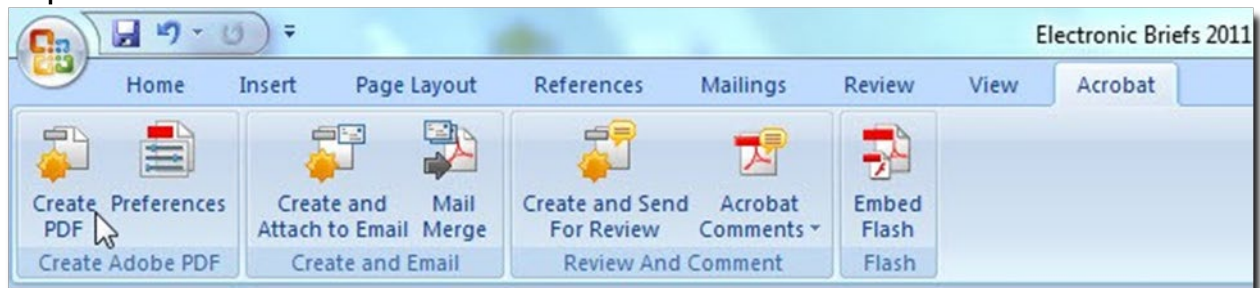 Electronic Briefs 2011
Home Insert Page Layout References Mailings Review View Acrobat
Create PDF
Preferences
Create and Attach to Email
Mail Merge
Create and Send For Review
Acrobat Comments
Embed Flash
Create Adobe PDF
Create and Email
Review And Comment
Flash